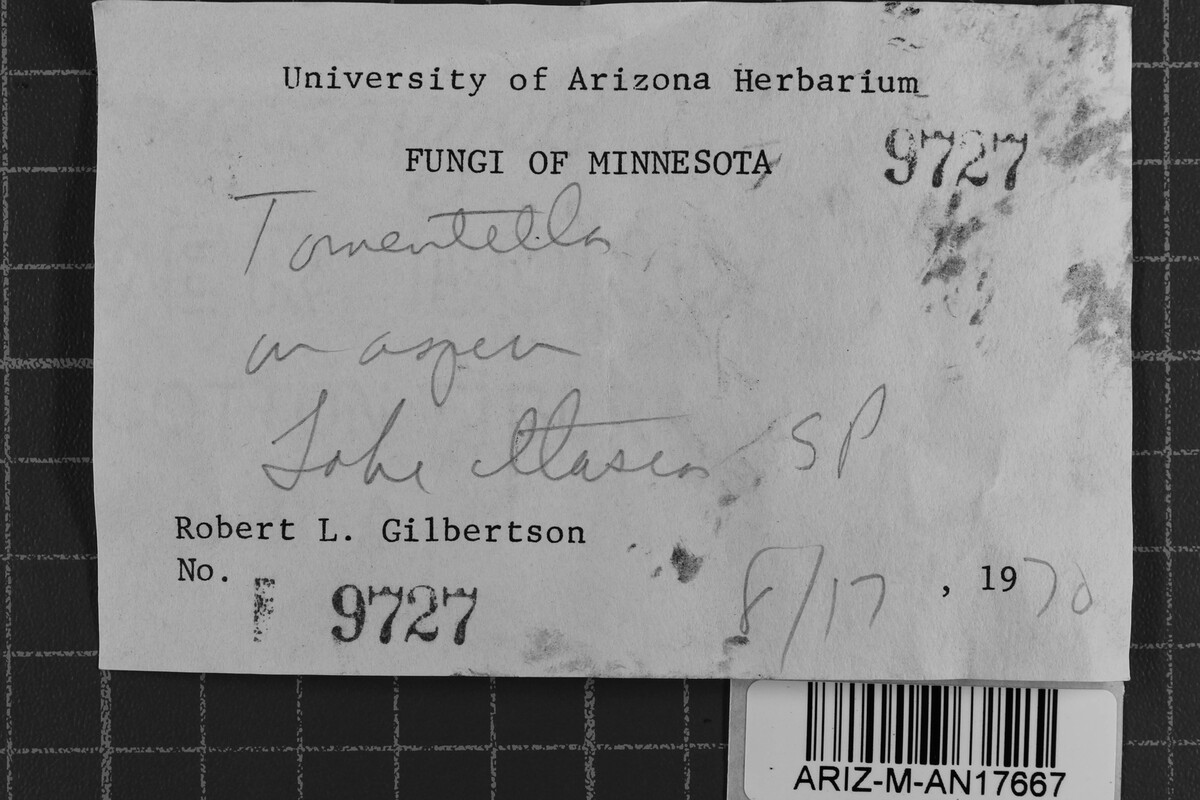 University of Arizona Herbarium
FUNGI OF MINNESOTA 9727
Tomentella
on aspen
Lake Itasca SP
Robert L. Gilbertson
No. 9727
8/17, 1970
ARIZ-M-AN17667